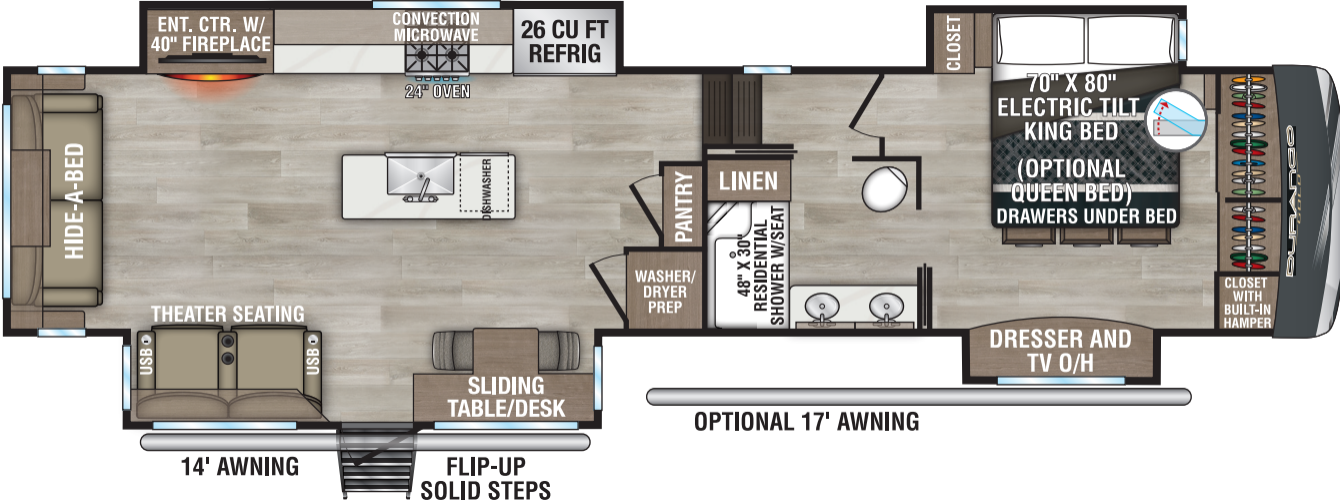 ENT. CTR. W/
40" FIREPLACE
CONVECTION
MICROWAVE
26 CU FT
REFRIG
24" OVEN
CLOSET
70" X 80"
ELECTRIC TILT
KING BED
(OPTIONAL
QUEEN BED)
DRAWERS UNDER BED
HIDE-A-BED
DISHWASHER
PANTRY
LINEN
WASHER/
DRYER
PREP
48" X 30"
RESIDENTIAL
SHOWER W/SEAT
CLOSET
WITH
BUILT-IN
HAMPER
DURANGO
THEATER SEATING
USB
USB
SLIDING
TABLE/DESK
DRESSER AND
TV O/H
OPTIONAL 17' AWNING
14' AWNING
FLIP-UP
SOLID STEPS